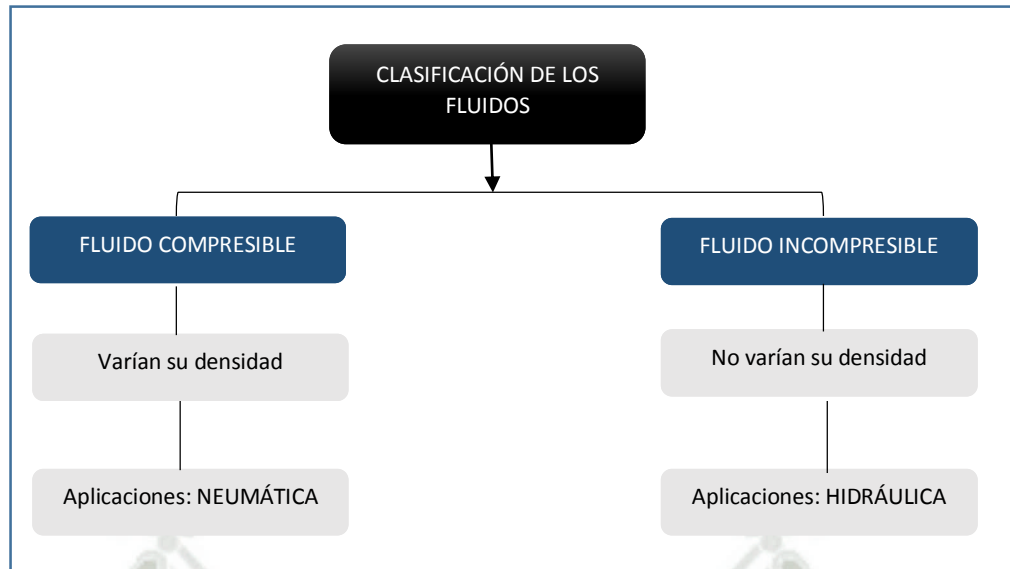 CLASIFICACIÓN DE LOS
FLUIDOS
FLUIDO COMPRESIBLE
FLUIDO INCOMPRESIBLE
Varían su densidad
No varían su densidad
Aplicaciones: NEUMÁTICA
Aplicaciones: HIDRÁULICA